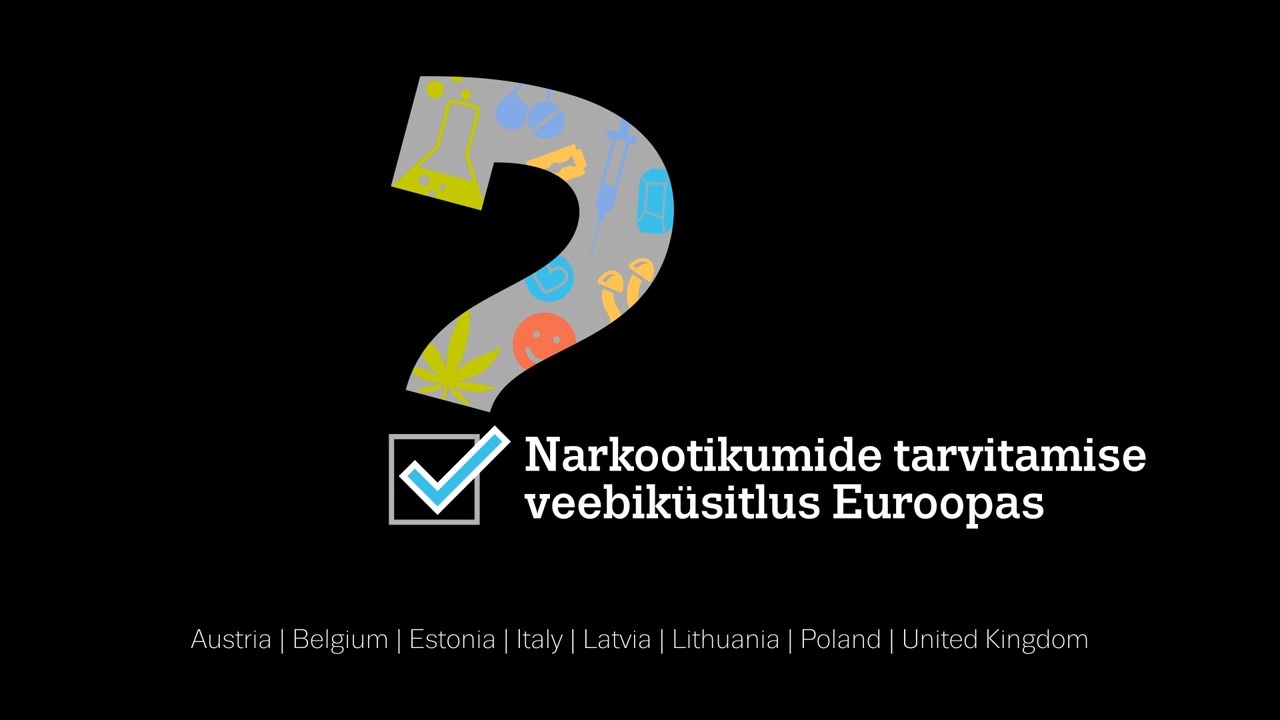 Narkootikumide tarvitamise
veebiküsitlus Euroopas
Austria | Belgium | Estonia | Italy | Latvia | Lithuania | Poland | United Kingdom